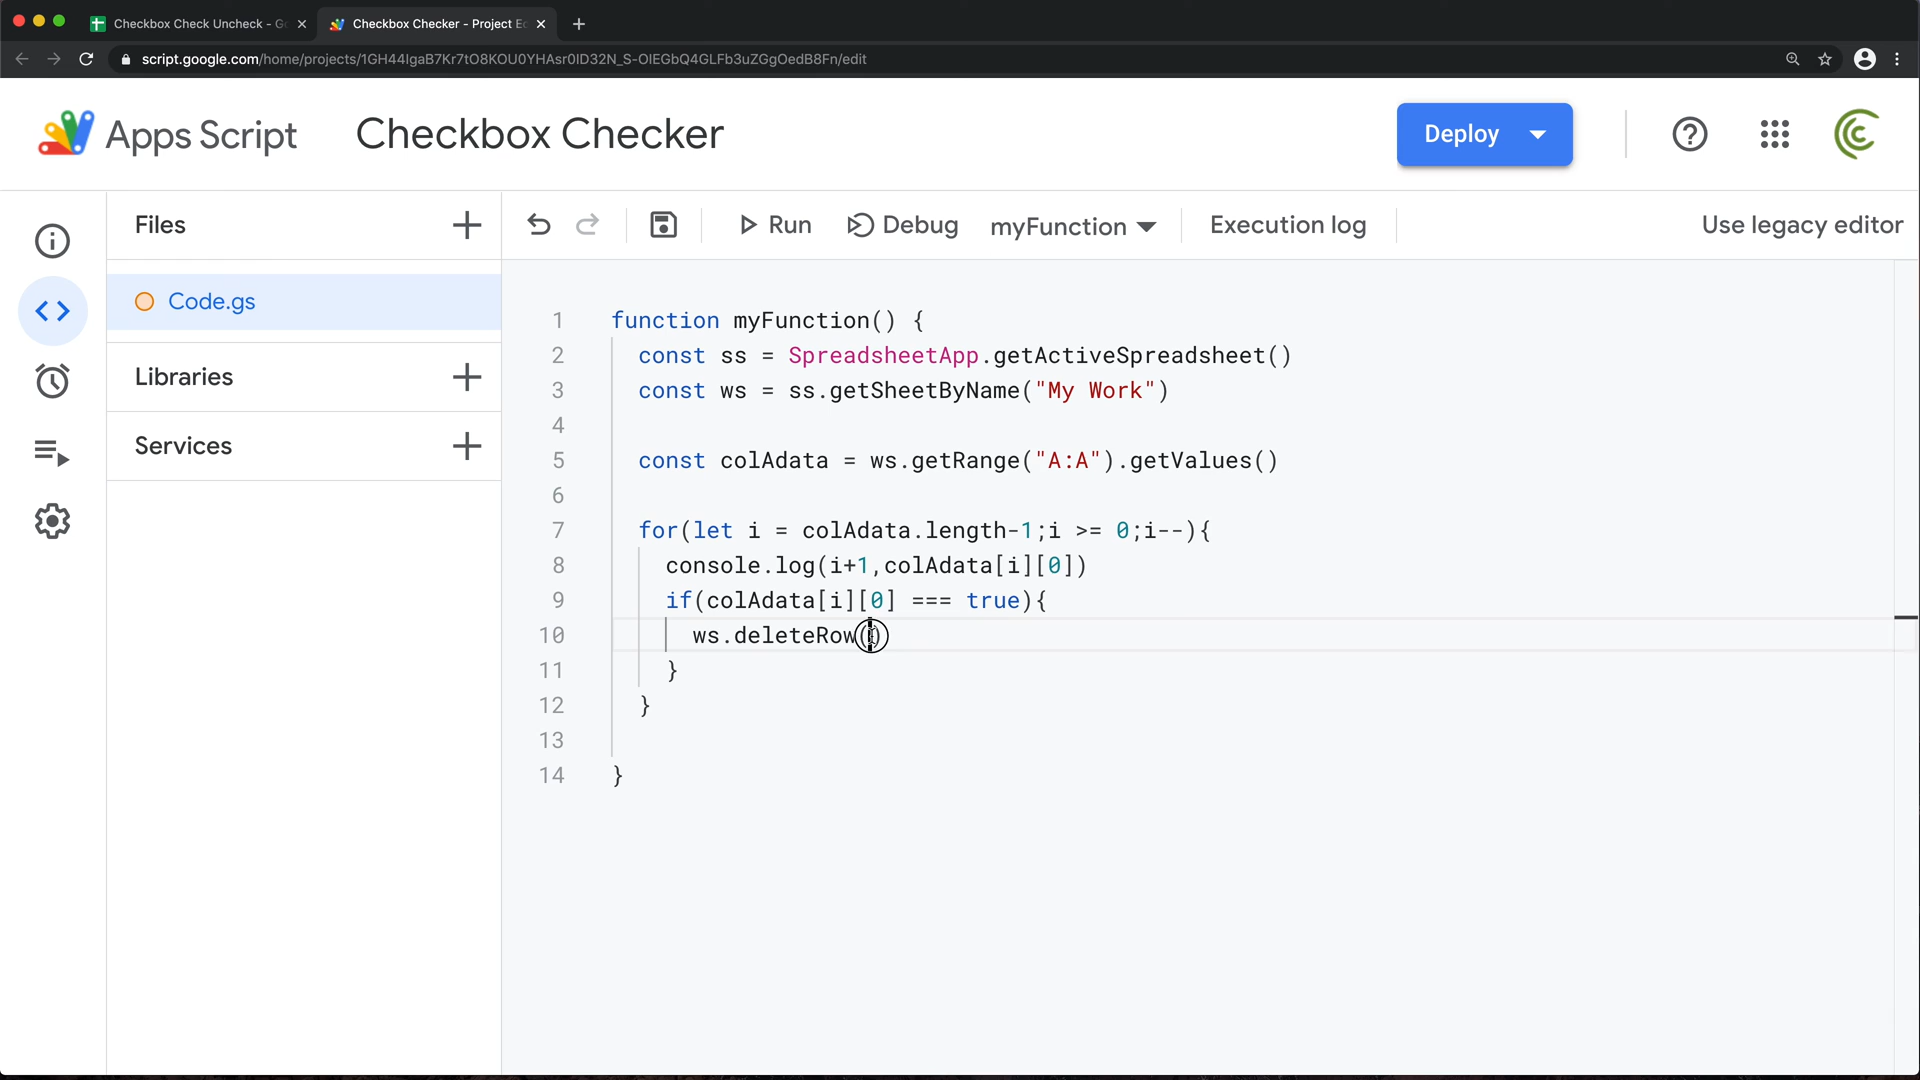 Checkbox Check Uncheck - G
Checkbox Checker - Project E
script.google.com/home/projects/1GH44IgaB7Kr7tO8KOU0YHAsr0ID32N_S-OIEGbQ4GLFb3uZGgOedB8Fn/edit
Apps Script
Checkbox Checker
Deploy
Files
Run
Debug
myFunction
Execution log
Use legacy editor
Code.gs
Libraries
Services
1 function myFunction() {
2 const ss = SpreadsheetApp.getActiveSpreadsheet()
3 const ws = ss.getSheetByName("My Work")
4
5 const colAdata = ws.getRange("A:A").getValues()
6
7 for(let i = colAdata.length-1;i >= 0;i--){
8 console.log(i+1,colAdata[i][0])
9 if(colAdata[i][0] === true){
10 ws.deleteRow()
11 }
12 }
13
14 }